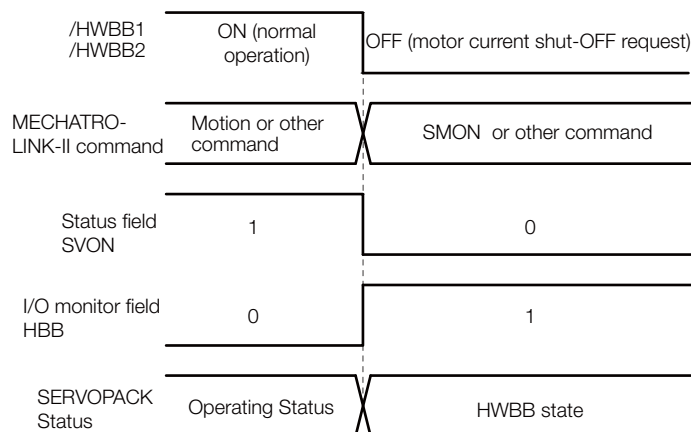 /HWBB1
/HWBB2
ON (normal
operation)
OFF (motor current shut-OFF request)
MECHATRO-
LINK-II command
Motion or other
command
SMON or other command
Status field
SVON
1
0
I/O monitor field
HBB
0
1
SERVOPACK
Status
Operating Status
HWBB state